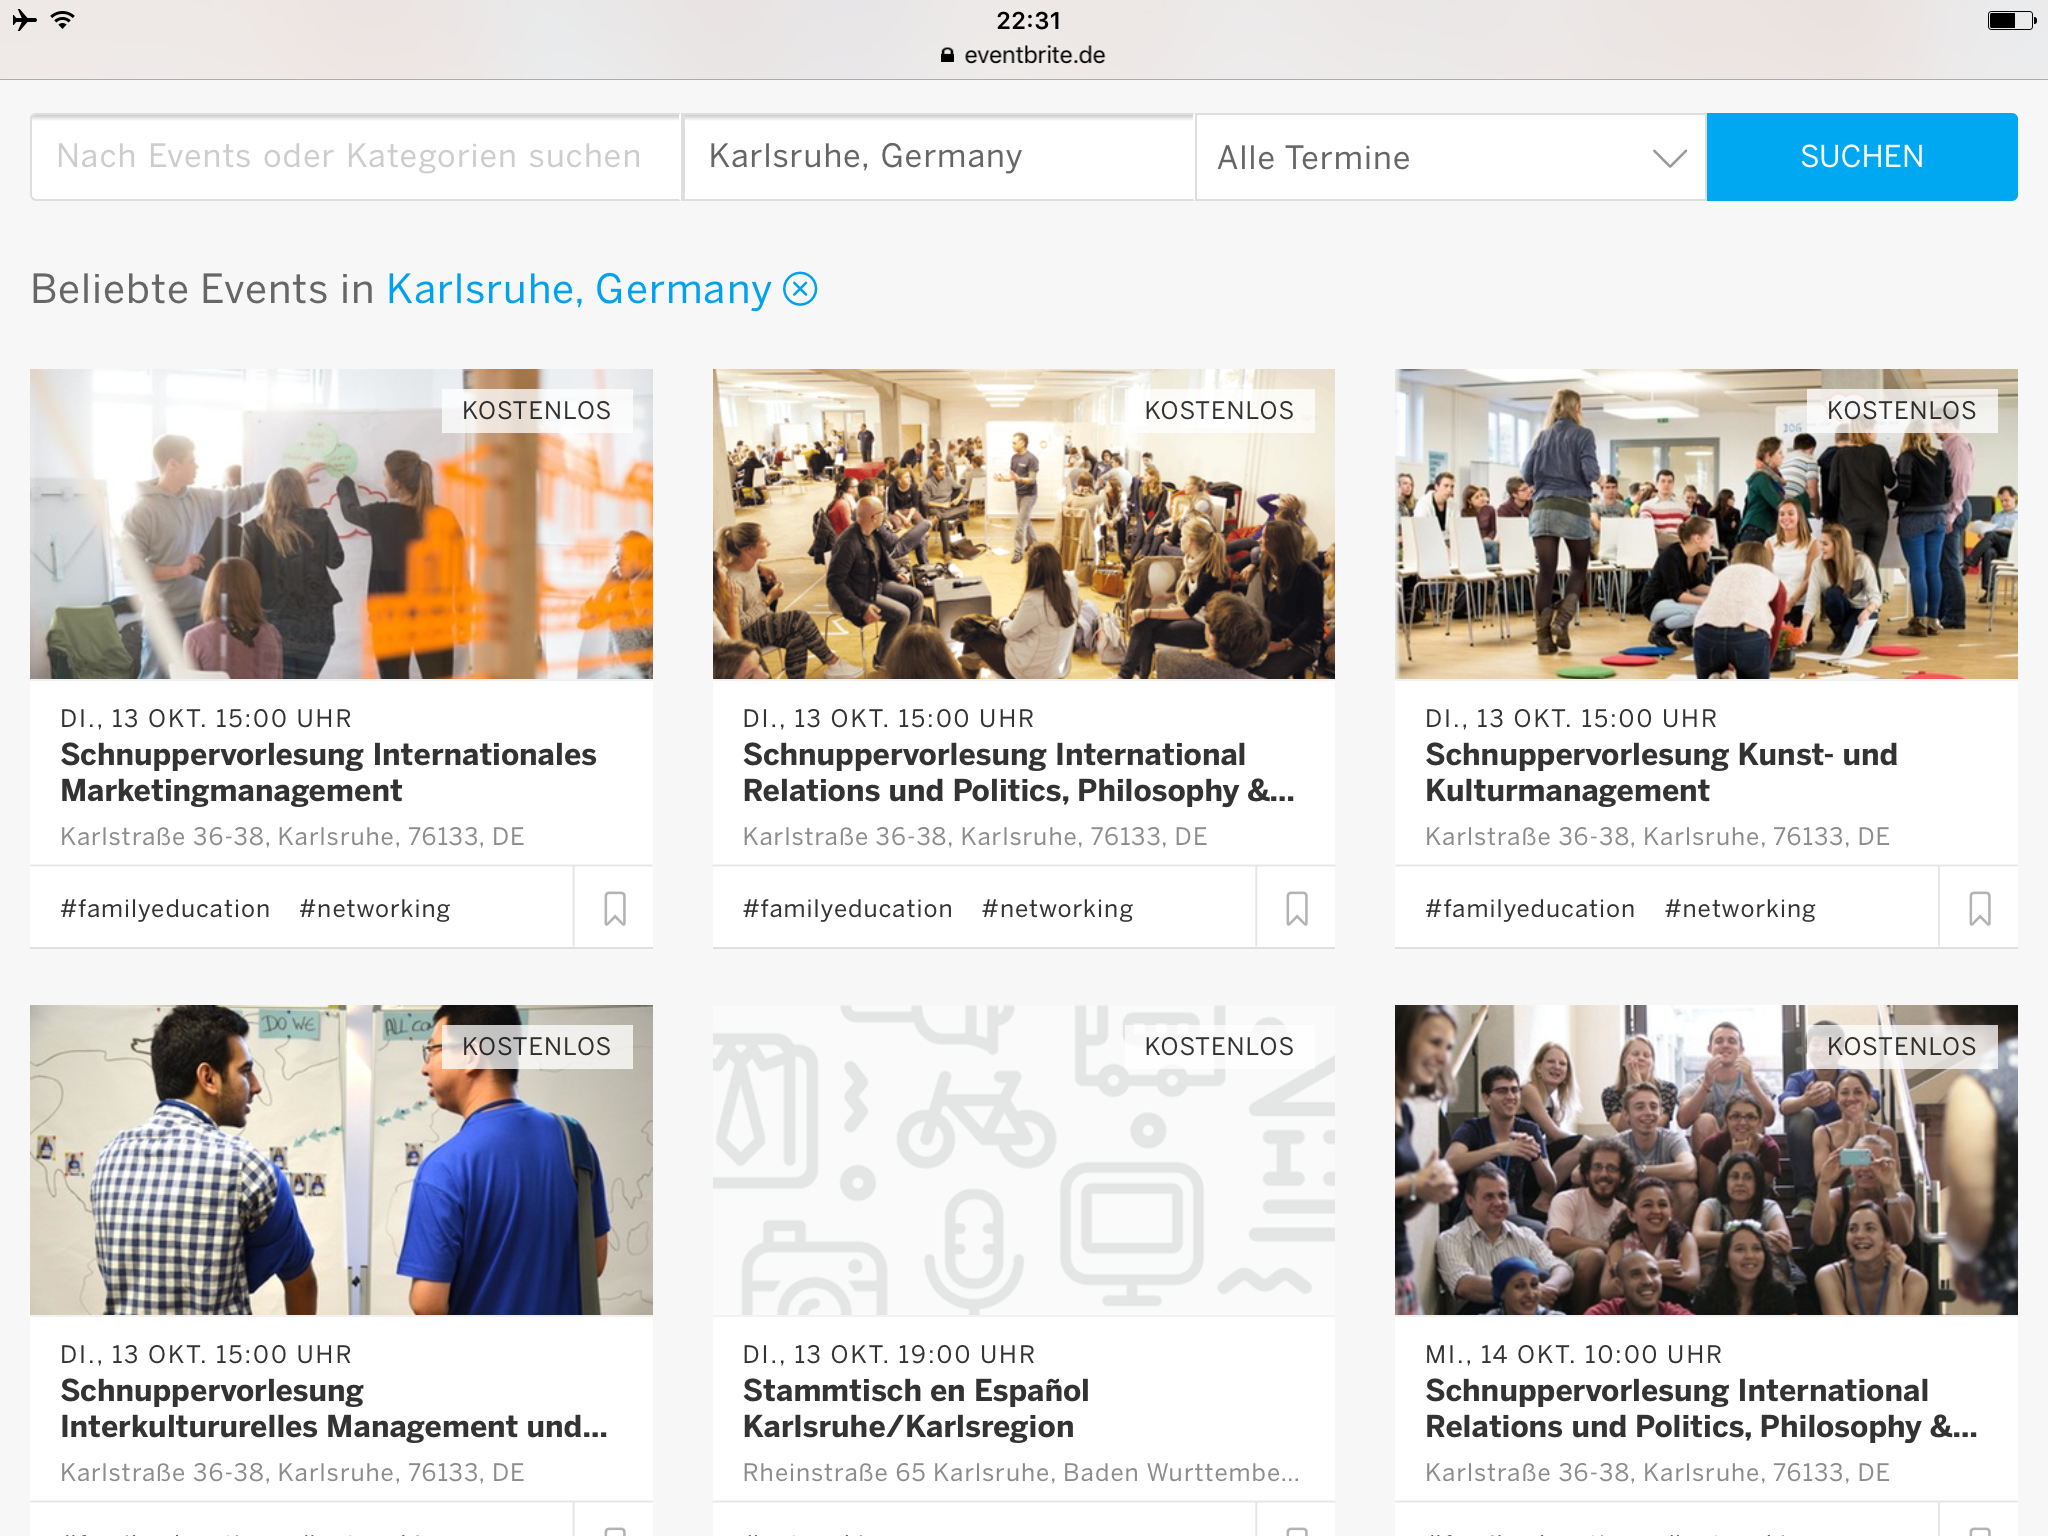 22:31
eventbrite.de
Nach Events oder Kategorien suchen
Karlsruhe, Germany
Alle Termine
SUCHEN
Beliebte Events in Karlsruhe, Germany
KOSTENLOS
DI., 13 OKT. 15:00 UHR
Schnuppervorlesung Internationales
Marketingmanagement
Karlstraße 36-38, Karlsruhe, 76133, DE
#familyeducation #networking
KOSTENLOS
DI., 13 OKT. 15:00 UHR
Schnuppervorlesung International
Relations und Politics, Philosophy &...
Karlstraße 36-38, Karlsruhe, 76133, DE
#familyeducation #networking
KOSTENLOS
DI., 13 OKT. 15:00 UHR
Schnuppervorlesung Kunst- und
Kulturmanagement
Karlstraße 36-38, Karlsruhe, 76133, DE
#familyeducation #networking
DO WE
ALL
KOSTENLOS
DI., 13 OKT. 15:00 UHR
Schnuppervorlesung
Interkultururelles Management und...
Karlstraße 36-38, Karlsruhe, 76133, DE
KOSTENLOS
DI., 13 OKT. 19:00 UHR
Stammtisch en Español
Karlsruhe/Karlsregion
Rheinstraße 65 Karlsruhe, Baden Wurttembe...
KOSTENLOS
MI., 14 OKT. 10:00 UHR
Schnuppervorlesung International
Relations und Politics, Philosophy &...
Karlstraße 36-38, Karlsruhe, 76133, DE